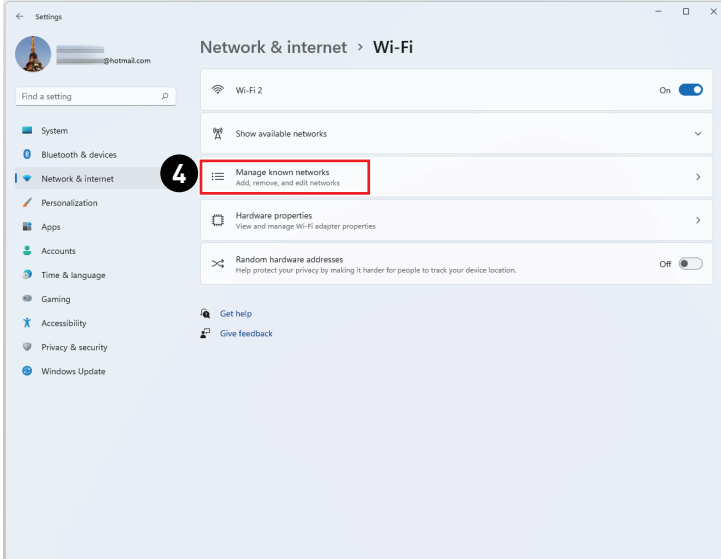 Settings
@hotmail.com
Find a setting
System
Bluetooth & devices
Network & internet
Personalization
Apps
Accounts
Time & language
Gaming
Accessibility
Privacy & security
Windows Update
Network & internet > Wi-Fi
Wi-Fi 2
On
Show available networks
4
Manage known networks
Add, remove, and edit networks
Hardware properties
View and manage Wi-Fi adapter properties
Random hardware addresses
Help protect your privacy by making it harder for people to track your device location.
Off
Get help
Give feedback